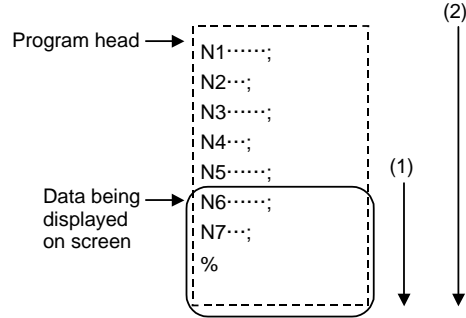 (2)
Program head
N1⋯⋯;
N2⋯;
N3⋯⋯;
N4⋯;
N5⋯⋯;
(1)
Data being
displayed
on screen
N6⋯⋯;
N7⋯;
%